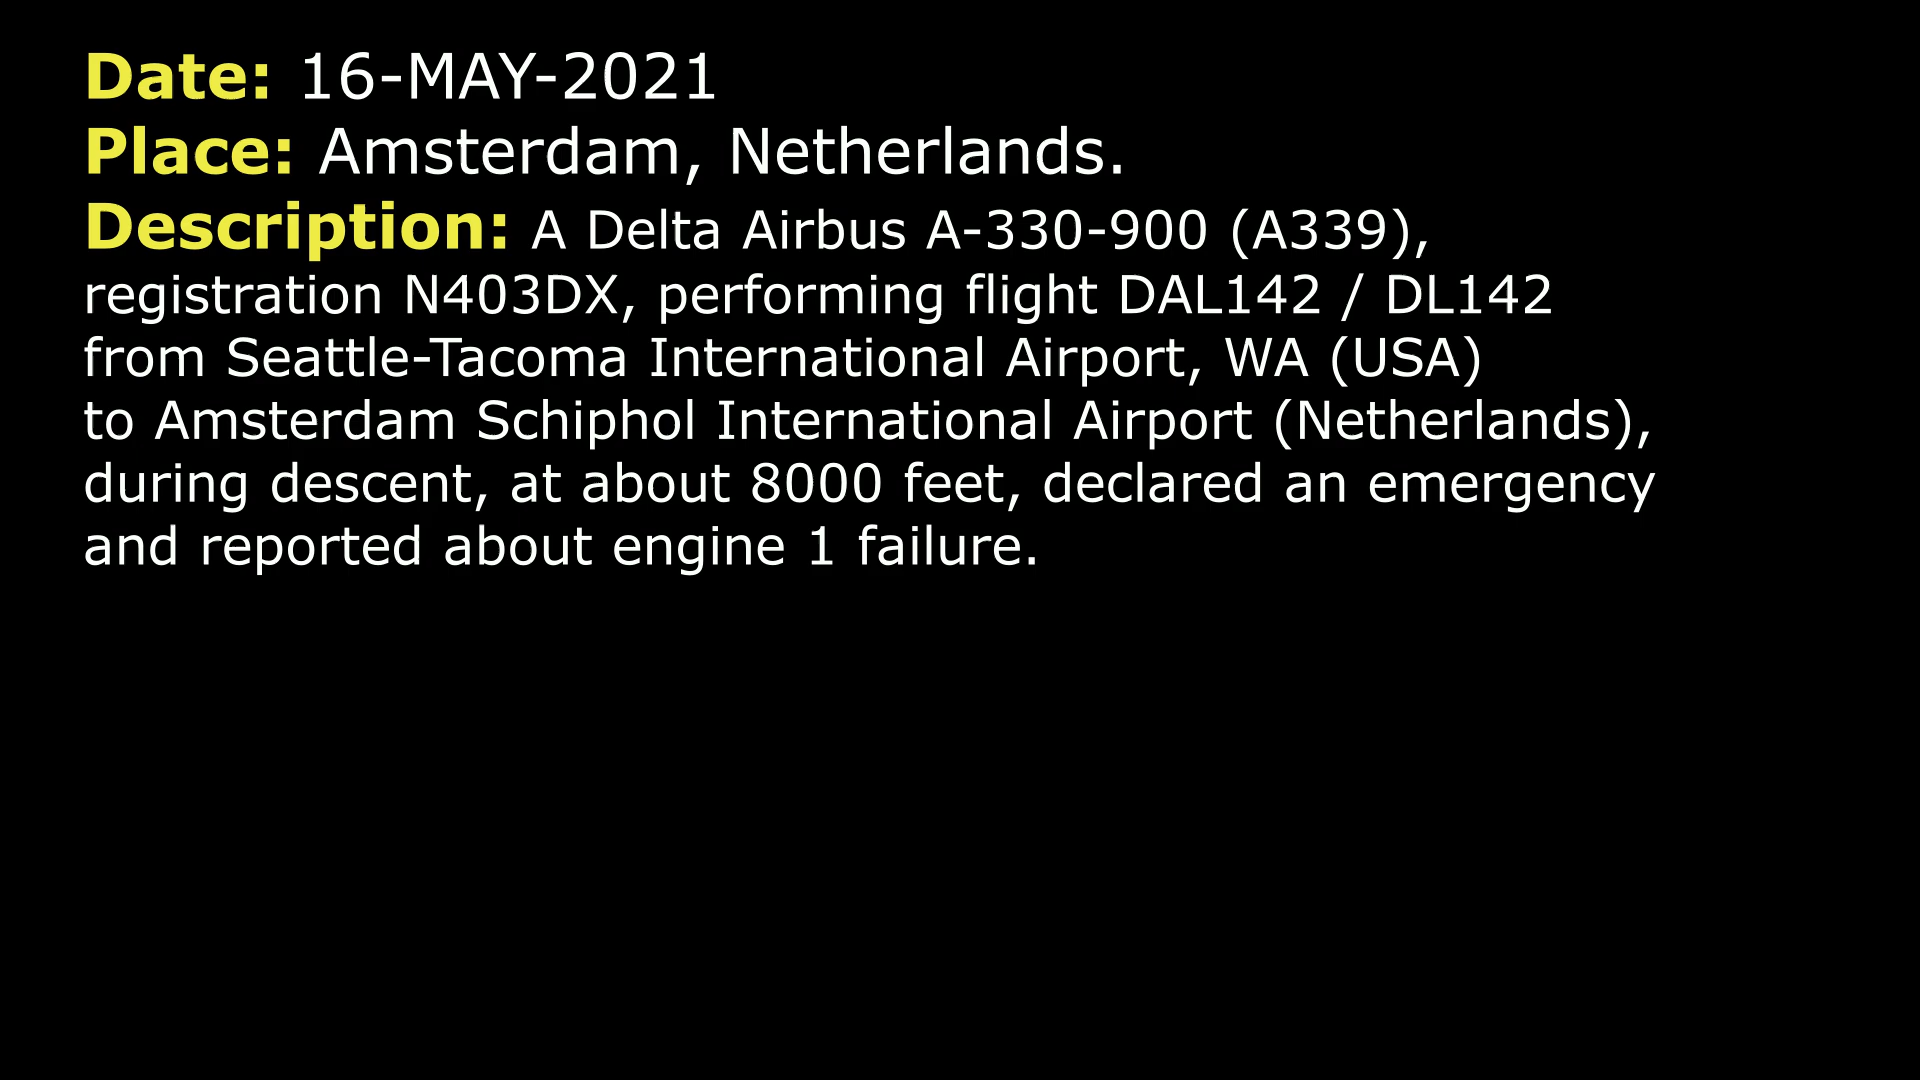 Date: 16-MAY-2021
Place: Amsterdam, Netherlands.
Description: A Delta Airbus A-330-900 (A339),
registration N403DX, performing flight DAL142 / DL142
from Seattle-Tacoma International Airport, WA (USA)
to Amsterdam Schiphol International Airport (Netherlands),
during descent, at about 8000 feet, declared an emergency
and reported about engine 1 failure.